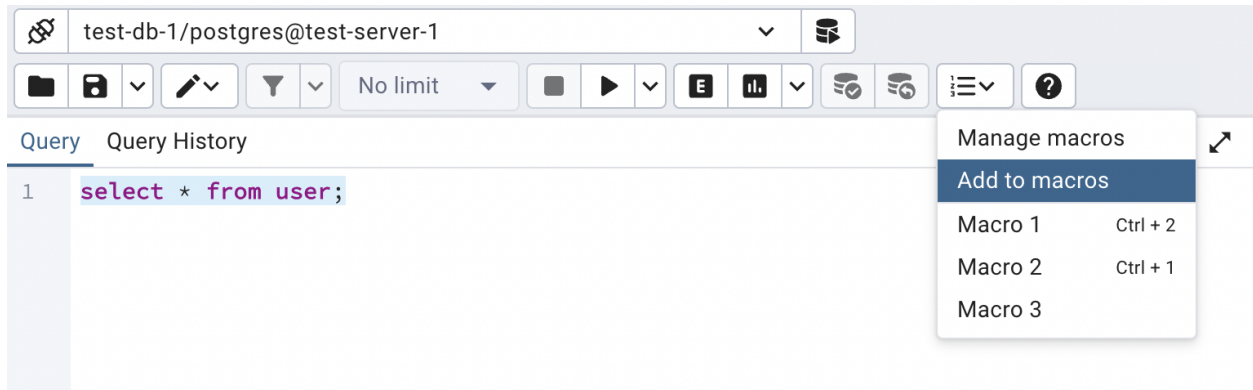 test-db-1/postgres@test-server-1
No limit
E
Query Query History
1 select * from user;
Manage macros
Add to macros
Macro 1 Ctrl + 2
Macro 2 Ctrl + 1
Macro 3